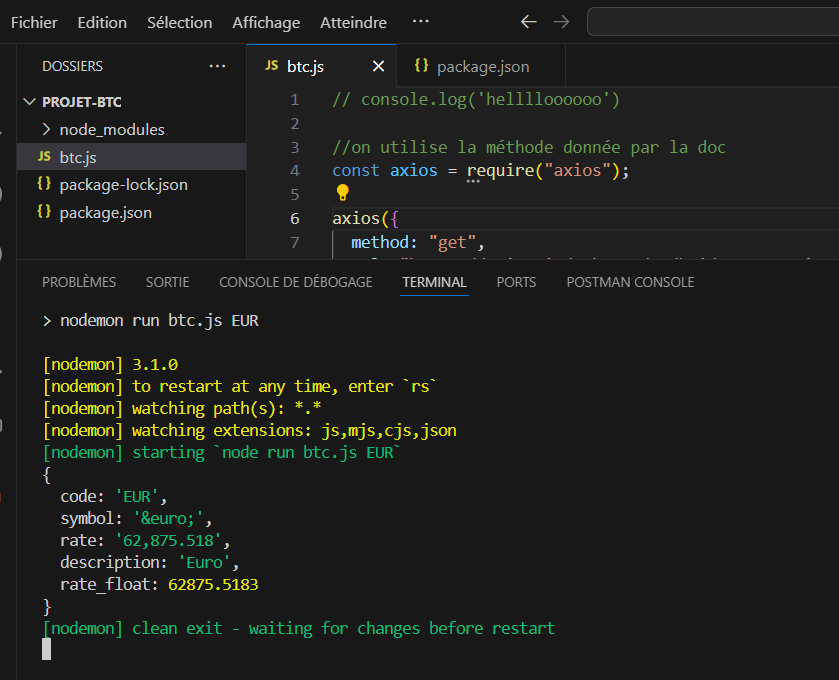 Fichier Edition Sélection Affichage Atteindre ···
DOSSIERS ···
JS btc.js
{} package.json
PROJET-BTC
node_modules
JS btc.js
{} package-lock.json
{} package.json
1 // console.log('helllloooooo')
2
3 //on utilise la méthode donnée par la doc
4 const axios = require("axios");
5
6 axios({
7 method: "get",
PROBLÈMES SORTIE CONSOLE DE DÉBOGAGE TERMINAL PORTS POSTMAN CONSOLE
> nodemon run btc.js EUR
[nodemon] 3.1.0
[nodemon] to restart at any time, enter `rs`
[nodemon] watching path(s): *.*
[nodemon] watching extensions: js,mjs,cjs,json
[nodemon] starting `node run btc.js EUR`
{
code: 'EUR',
symbol: '&euro;',
rate: '62,875.518',
description: 'Euro',
rate_float: 62875.5183
}
[nodemon] clean exit - waiting for changes before restart